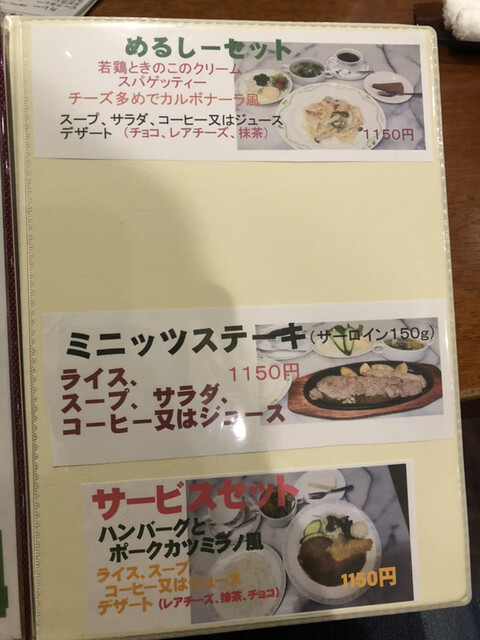 めるしーセット
若鶏ときのこのクリーム
スパゲッティー
チーズ多めでカルボナーラ風
スープ、サラダ、コーヒー又はジュース
デザート（チョコ、レアチーズ、抹茶） 1150円
ミニッツステーキ（サーロイン150g）
ライス、 1150円
スープ、サラダ、
コーヒー又はジュース
サービスセット
ハンバーグと
ポークカツミラノ風
ライス、スープ、
コーヒー又はジュース
デザート（レアチーズ、抹茶、チョコ） 1150円